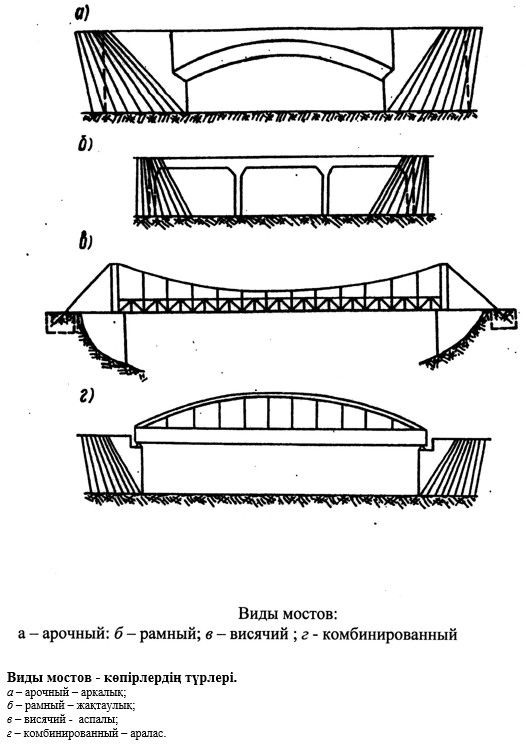 а)
б)
в)
г)
Виды мостов:
а – арочный: б – рамный; в – висячий ; г - комбинированный
Виды мостов - көпірлердің түрлері.
а – арочный – аркалық;
б – рамный – жақтаулық;
в – висячий - аспалы;
г – комбинированный – аралас.